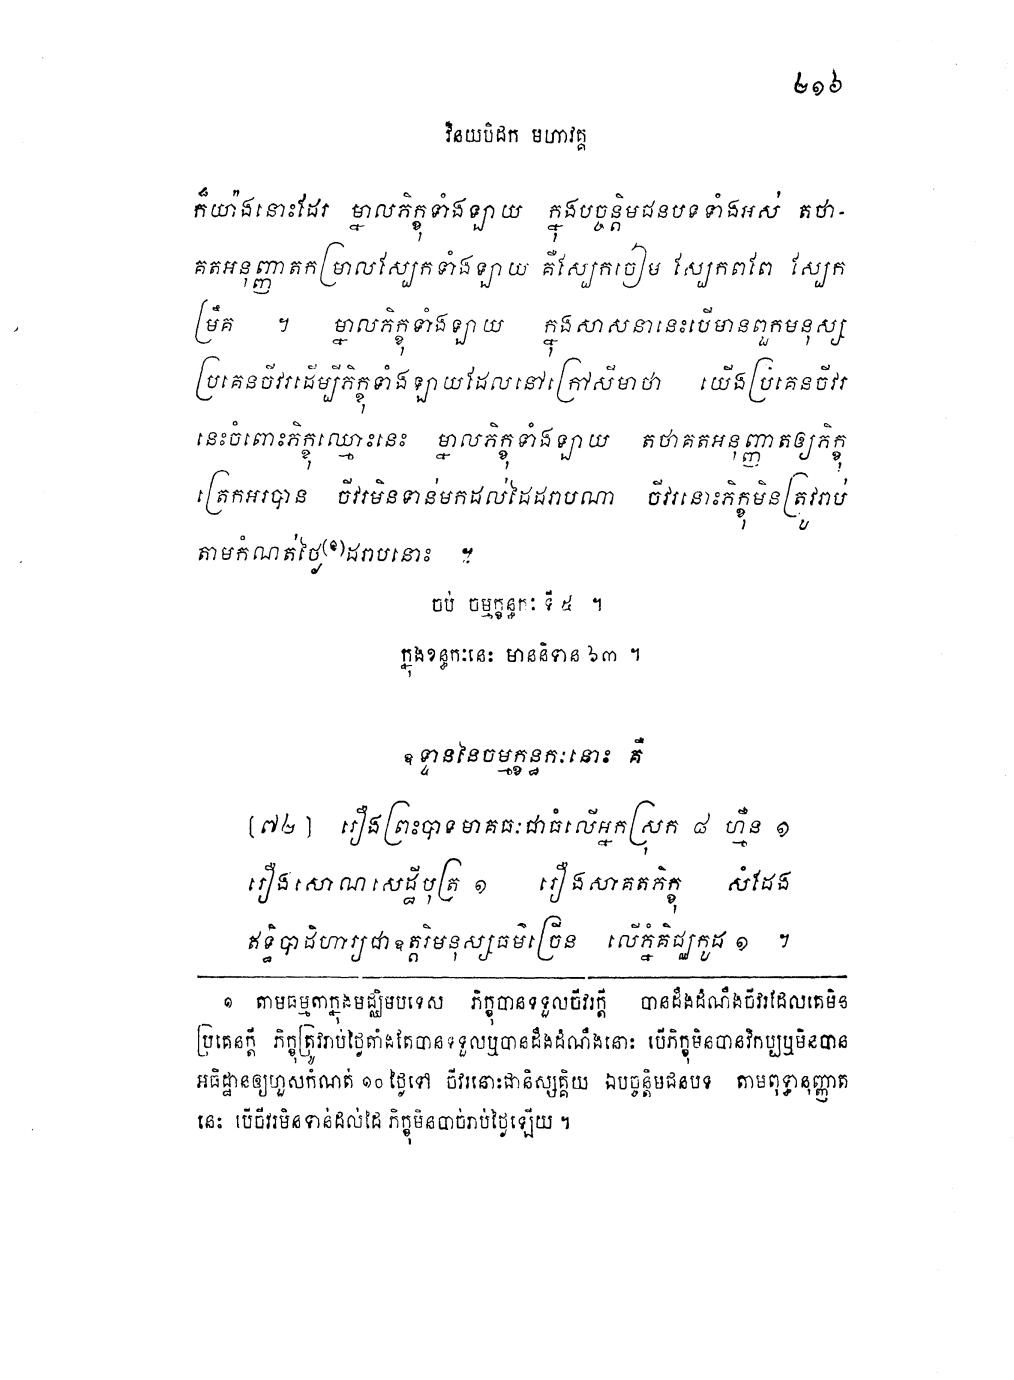 ២១៦
វិនយបិដក មហាវគ្គ
ក៏យ៉ាងនោះដែរ ម្នាលភិក្ខុទាំងឡាយ ក្នុងបច្ចន្តិមជនបទទាំងអស់ តថា-
គតអនុញ្ញាតកម្រាលស្បែកទាំងឡាយ គឺស្បែកចៀម ស្បែកពពែ ស្បែក
ម្រឹគ ។ ម្នាលភិក្ខុទាំងឡាយ ក្នុងសាសនានេះបើមានពួកមនុស្ស
ប្រគេនចីវរដើម្បីភិក្ខុទាំងឡាយដែលនៅក្រៅសីមាថា យើងប្រគេនចីវរ
នេះចំពោះភិក្ខុឈ្មោះនេះ ម្នាលភិក្ខុទាំងឡាយ តថាគតអនុញ្ញាតឲ្យភិក្ខុ
ត្រេកអរបាន ចីវរមិនទាន់មកដល់ដៃដរាបណា ចីវរនោះភិក្ខុមិនត្រូវរាប់
តាមកំណត់ថ្ងៃ(១)ដរាបនោះ ។
ចប់ ចម្មក្ខន្ធកៈ ទី ៥ ។
ក្នុងខន្ធកៈនេះ មាននិទាន ៦៣ ។
ឧទ្ទាននៃចម្មក្ខន្ធកៈនោះ គឺ
[៧២] រឿងព្រះបាទមាគធៈជាធំលើអ្នកស្រុក ៨ ហ្មឺន ១
រឿងសោណសេដ្ឋីបុត្រ ១ រឿងសាគតភិក្ខុ សំដែង
ឥទ្ធិបាដិហារ្យជាឧត្តរិមនុស្សធមិច្រើន លើភ្នំគិជ្ឈកូដ ១ ។
១ តាមធម្មតាក្នុងមជ្ឈិមបទេស ភិក្ខុបានទទួលចីវរក្តី បានដឹងដំណឹងចីវរដែលគេមិន
ប្រគេនក្តី ភិក្ខុត្រូវរាប់ថ្ងៃតាំងតែបានទទួលឬបានដឹងដំណឹងនោះ បើភិក្ខុមិនបានវិកប្បឬមិនបាន
អធិដ្ឋានឲ្យហួសកំណត់ ១០ ថ្ងៃទៅ ចីវរនោះជានិស្សគ្គិយ ឯបច្ចន្តិមជនបទ តាមពុទ្ធានុញ្ញាត
នេះ បើចីវរមិនទាន់ដល់ដៃ ភិក្ខុមិនបាច់រាប់ថ្ងៃឡើយ ។